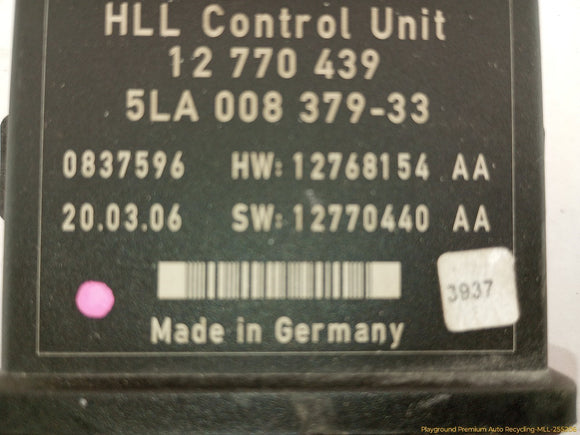 HLL Control Unit
12 770 439
5LA 008 379-33
0837596 HW: 12768154 AA
20.03.06 SW: 12770440 AA
3937
Made in Germany
Playground Premium Auto Recycling-MLL-255